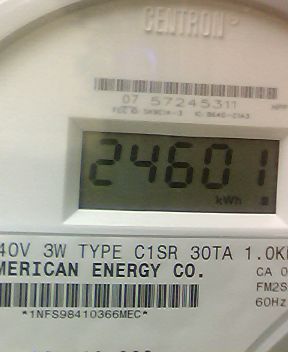 CENTRON
07 57245311
24601
kWh
40V 3W TYPE C1SR 30TA 1.0K
MERICAN ENERGY CO.
CA 0
FM2S
60Hz
*1NFS98410366MEC*